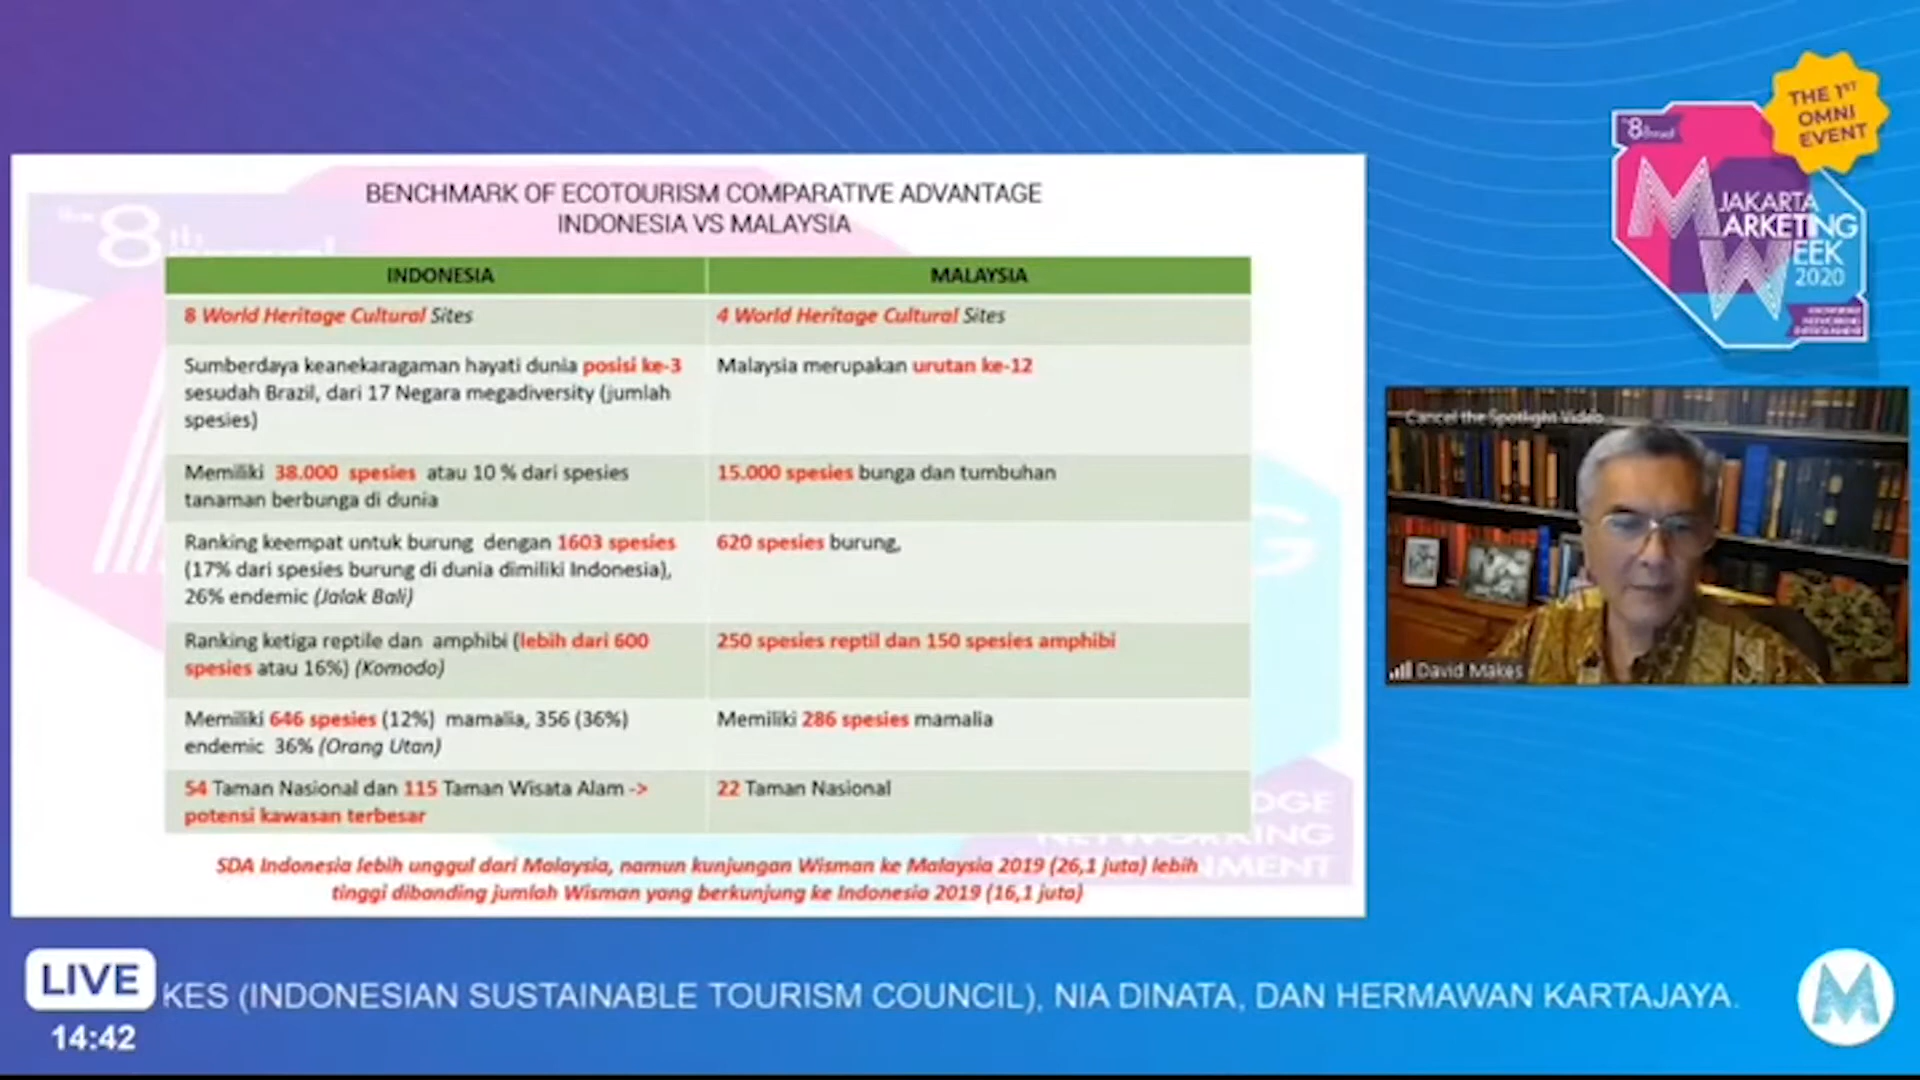 THE 1ST
OMNI
EVENT
8
JAKARTA
MARKETING
WEEK
2020
BENCHMARK OF ECOTOURISM COMPARATIVE ADVANTAGE
INDONESIA VS MALAYSIA
INDONESIA
MALAYSIA
8 World Heritage Cultural Sites
4 World Heritage Cultural Sites
Sumberdaya keanekaragaman hayati dunia posisi ke-3
sesudah Brazil, dari 17 Negara megadiversity (jumlah
spesies)
Malaysia merupakan urutan ke-12
Memiliki 38.000 spesies atau 10 % dari spesies
tanaman berbunga di dunia
15.000 spesies bunga dan tumbuhan
Ranking keempat untuk burung dengan 1603 spesies
(17% dari spesies burung di dunia dimiliki Indonesia),
26% endemic (Jalak Bali)
620 spesies burung,
Ranking ketiga reptile dan amphibi (lebih dari 600
spesies atau 16%) (Komodo)
250 spesies reptil dan 150 spesies amphibi
Memiliki 646 spesies (12%) mamalia, 356 (36%)
endemic 36% (Orang Utan)
Memiliki 286 spesies mamalia
54 Taman Nasional dan 115 Taman Wisata Alam ->
potensi kawasan terbesar
22 Taman Nasional
SDA Indonesia lebih unggul dari Malaysia, namun kunjungan Wisman ke Malaysia 2019 (26,1 juta) lebih
tinggi dibanding jumlah Wisman yang berkunjung ke Indonesia 2019 (16,1 juta)
Cancel the Spotlight Video
David Makes
LIVE
14:42
KES (INDONESIAN SUSTAINABLE TOURISM COUNCIL), NIA DINATA, DAN HERMAWAN KARTAJAYA.
M